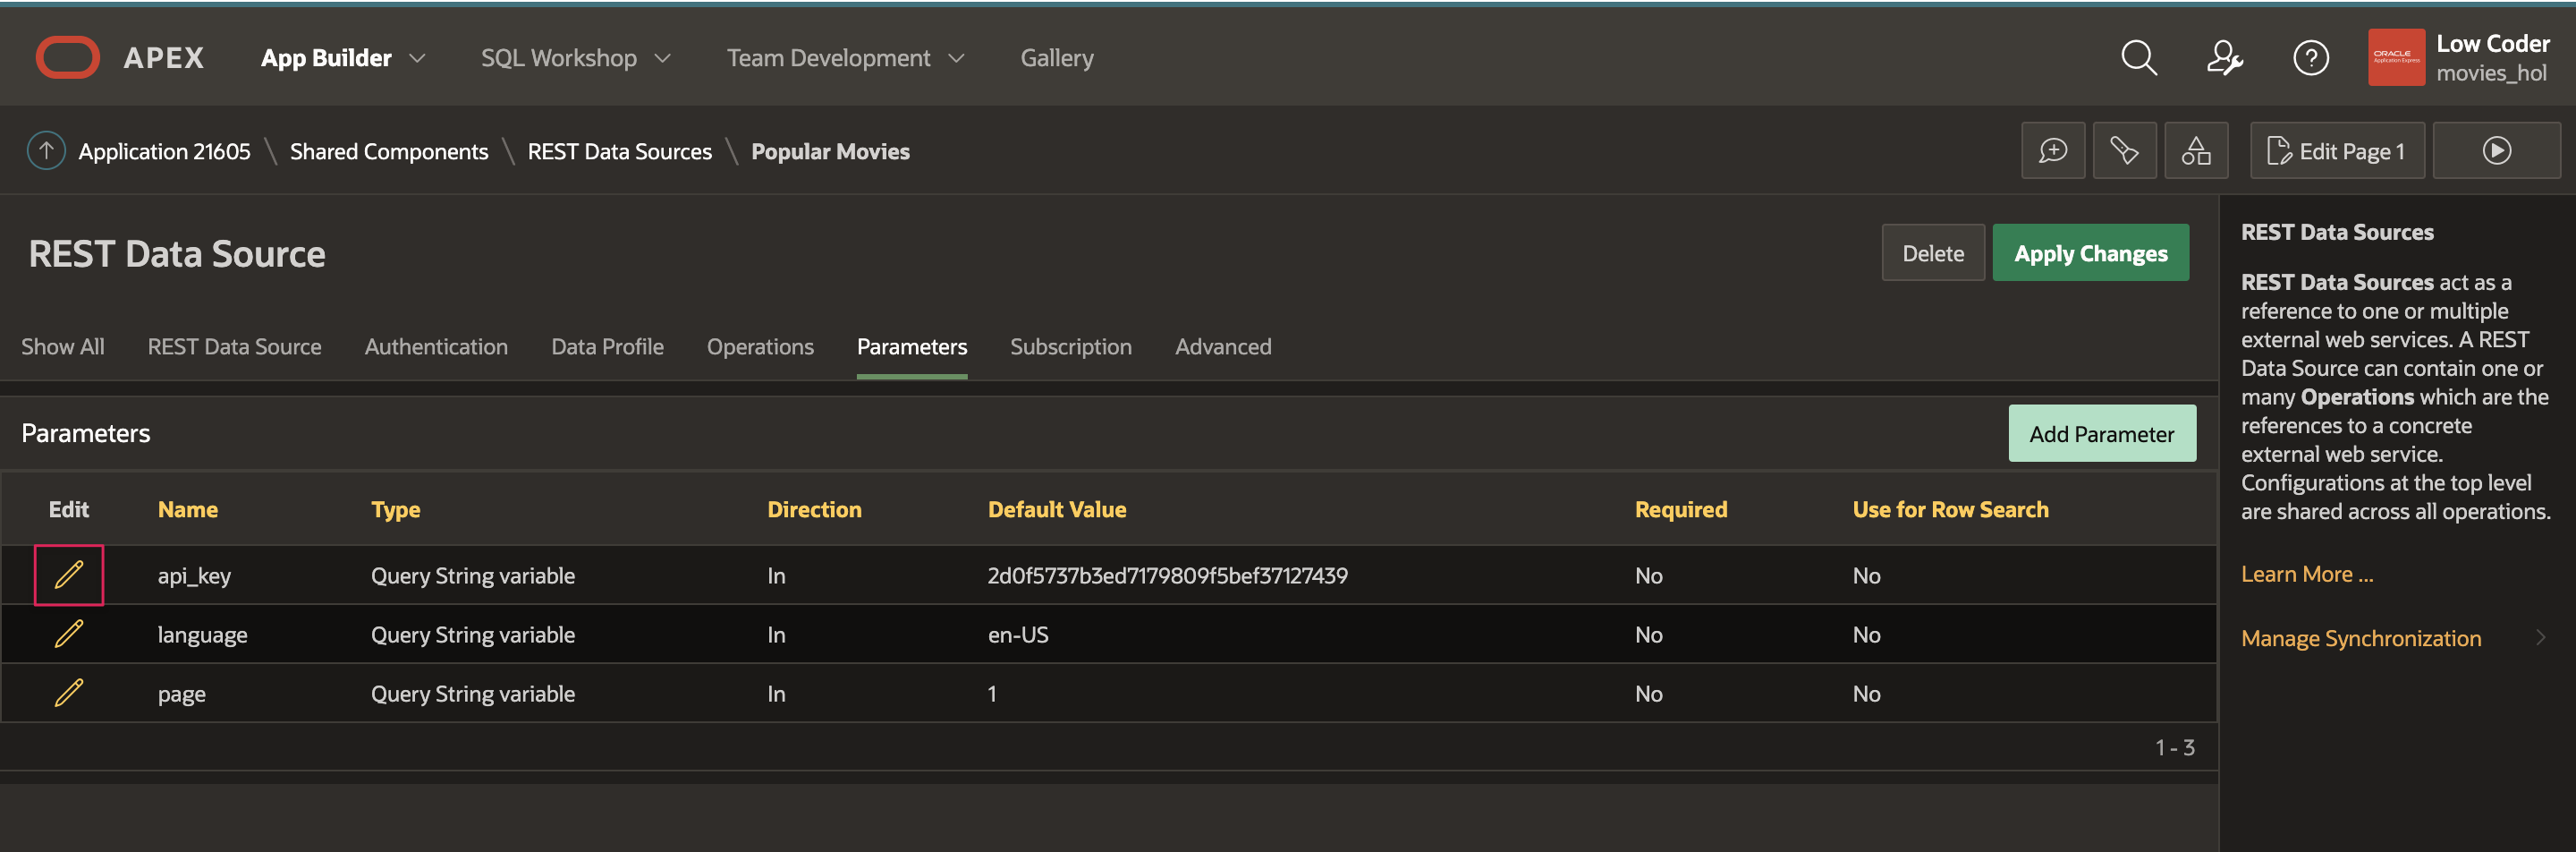 APEX App Builder SQL Workshop Team Development Gallery
ORACLE
Application Express
Low Coder
movies_hol
Application 21605 \ Shared Components \ REST Data Sources \ Popular Movies
Edit Page 1
REST Data Source
Delete Apply Changes
Show All REST Data Source Authentication Data Profile Operations Parameters Subscription Advanced
Parameters
Add Parameter
Edit Name Type Direction Default Value Required Use for Row Search
api_key Query String variable In 2d0f5737b3ed7179809f5bef37127439 No No
language Query String variable In en-US No No
page Query String variable In 1 No No
1 - 3
REST Data Sources
REST Data Sources act as a
reference to one or multiple
external web services. A REST
Data Source can contain one or
many Operations which are the
references to a concrete
external web service.
Configurations at the top level
are shared across all operations.
Learn More ...
Manage Synchronization